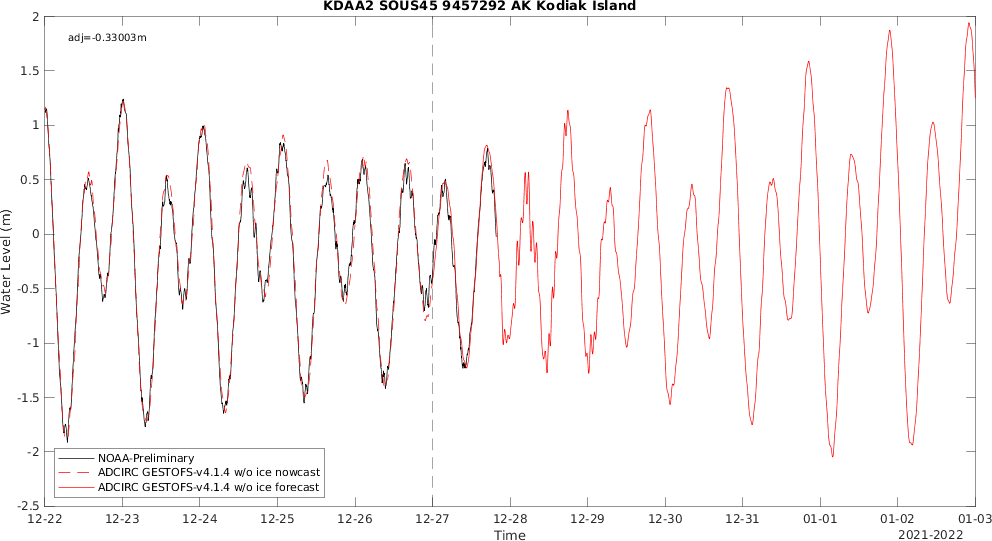 KDAA2 SOUS45 9457292 AK Kodiak Island
adj=-0.33003m
Water Level (m)
2
1.5
1
0.5
0
-0.5
-1
-1.5
-2
-2.5
NOAA-Preliminary
ADCIRC GESTOFS-v4.1.4 w/o ice nowcast
ADCIRC GESTOFS-v4.1.4 w/o ice forecast
12-22 12-23 12-24 12-25 12-26 12-27 12-28 12-29 12-30 12-31 01-01 01-02 01-03
Time
2021-2022